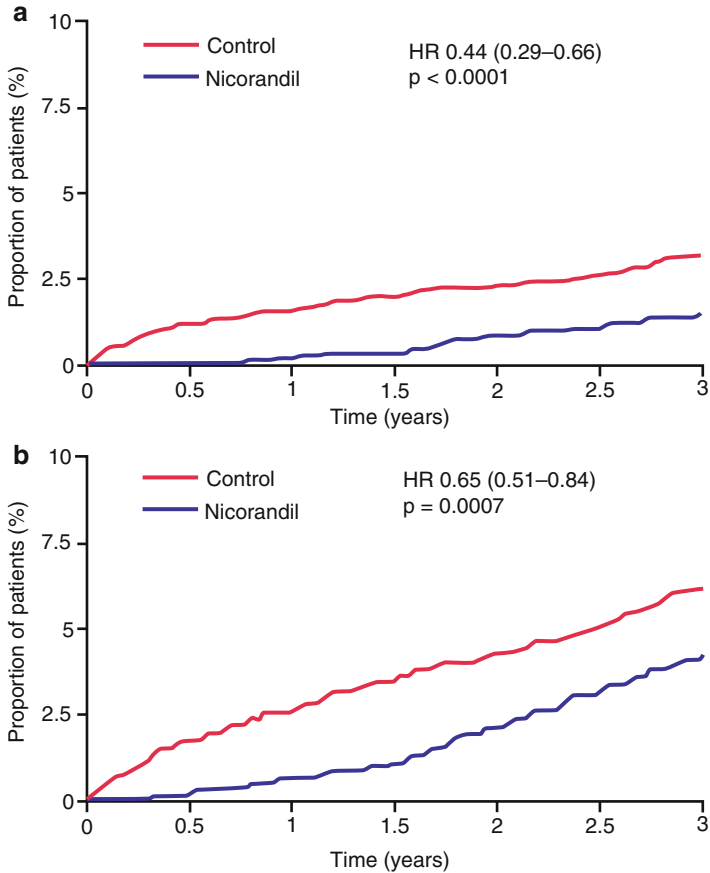 a
10
7.5
5
2.5
0
Proportion of patients (%)
Control
Nicorandil
HR 0.44 (0.29–0.66)
p < 0.0001
0 0.5 1 1.5 2 2.5 3
Time (years)
b
10
7.5
5
2.5
0
Proportion of patients (%)
Control
Nicorandil
HR 0.65 (0.51–0.84)
p = 0.0007
0 0.5 1 1.5 2 2.5 3
Time (years)